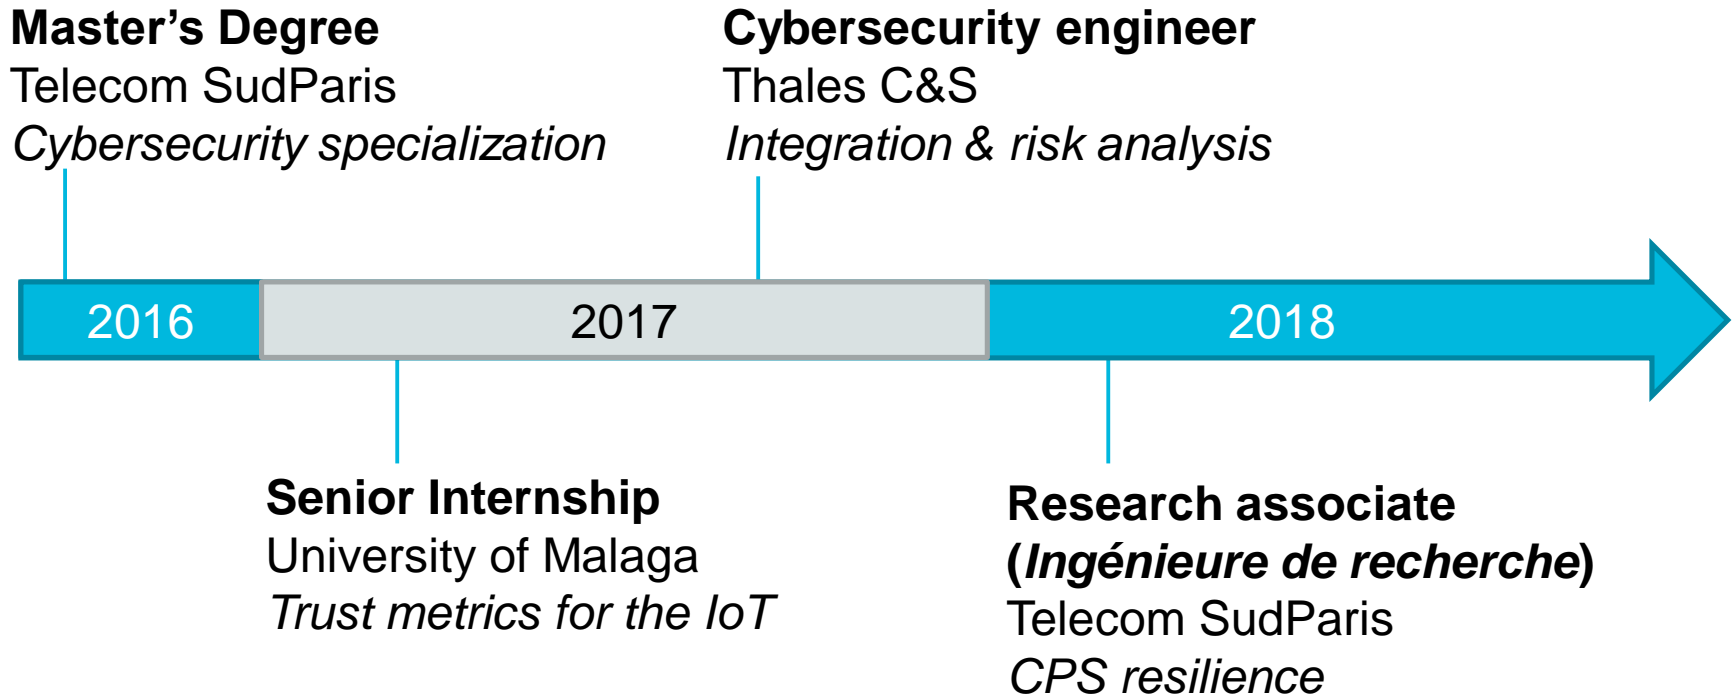 Master’s Degree
Telecom SudParis
Cybersecurity specialization
Cybersecurity engineer
Thales C&S
Integration & risk analysis
2016
2017
2018
Senior Internship
University of Malaga
Trust metrics for the IoT
Research associate
(Ingénieure de recherche)
Telecom SudParis
CPS resilience